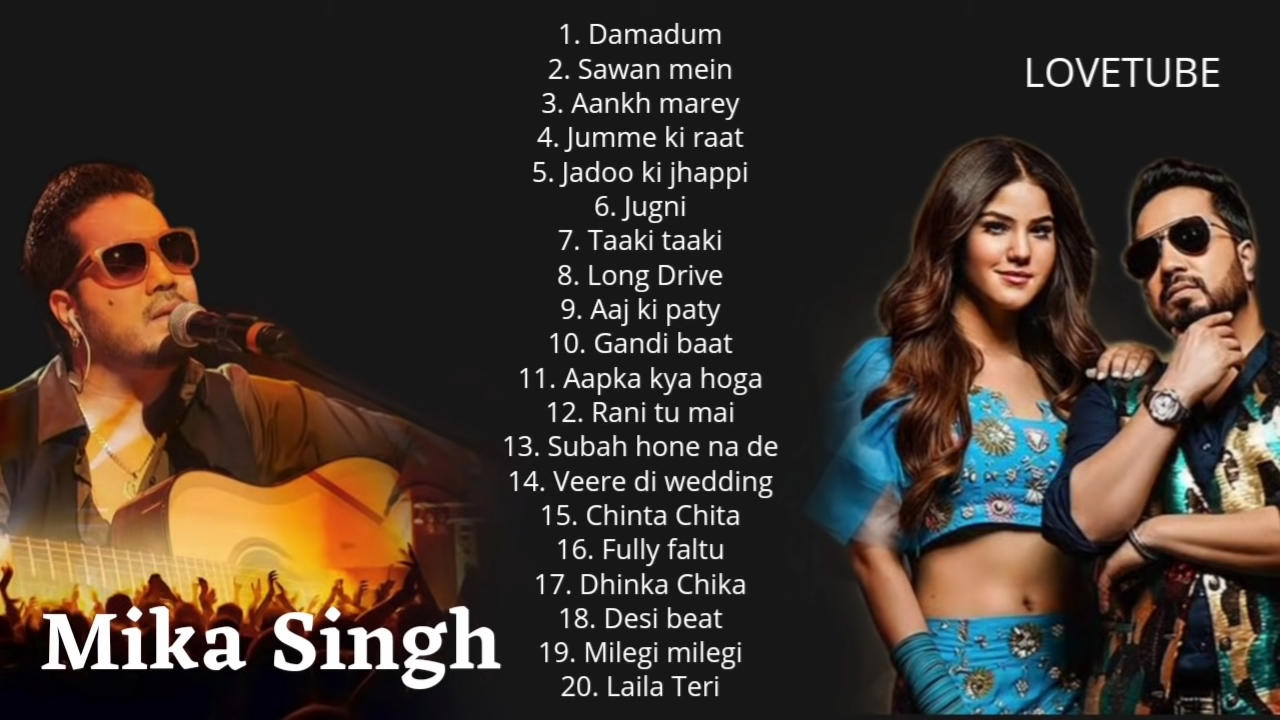 1. Damadum
2. Sawan mein
3. Aankh marey
4. Jumme ki raat
5. Jadoo ki jhappi
6. Jugni
7. Taaki taaki
8. Long Drive
9. Aaj ki paty
10. Gandi baat
11. Aapka kya hoga
12. Rani tu mai
13. Subah hone na de
14. Veere di wedding
15. Chinta Chita
16. Fully faltu
17. Dhinka Chika
18. Desi beat
19. Milegi milegi
20. Laila Teri
LOVETUBE
Mika Singh